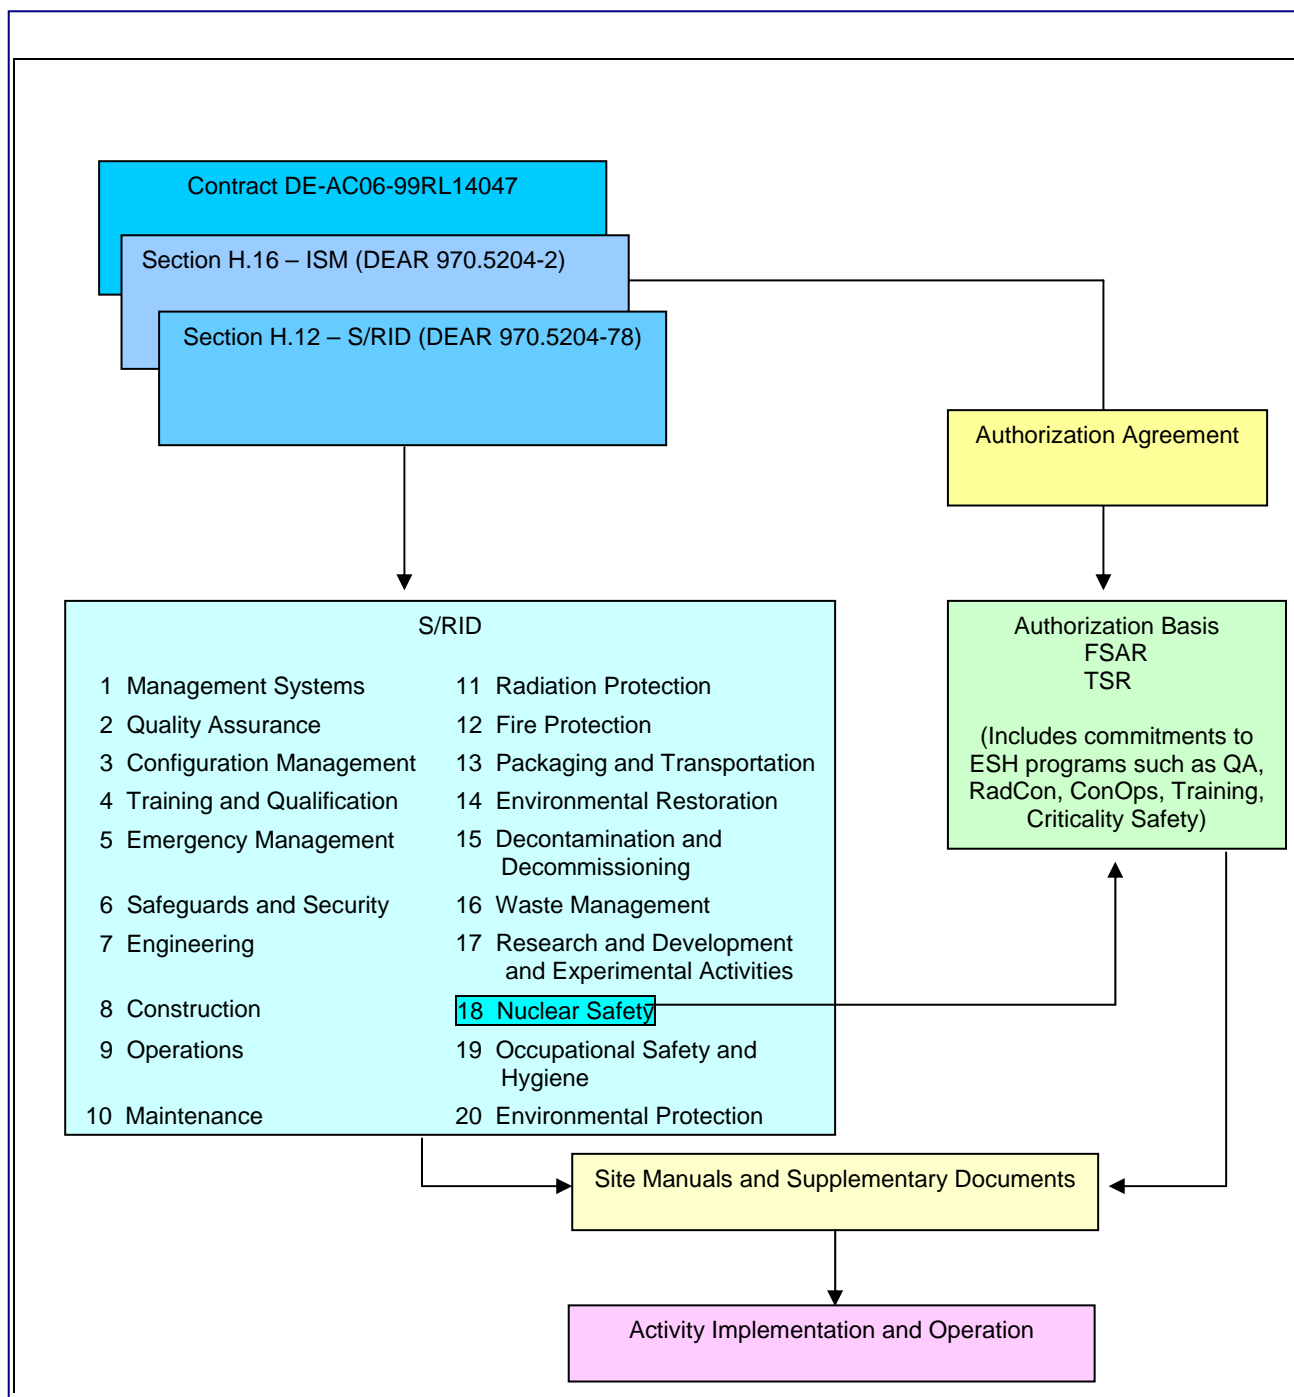 Contract DE-AC06-99RL14047
Section H.16 – ISM (DEAR 970.5204-2)
Section H.12 – S/RID (DEAR 970.5204-78)
Authorization Agreement
S/RID
1 Management Systems
2 Quality Assurance
3 Configuration Management
4 Training and Qualification
5 Emergency Management
6 Safeguards and Security
7 Engineering
8 Construction
9 Operations
10 Maintenance
11 Radiation Protection
12 Fire Protection
13 Packaging and Transportation
14 Environmental Restoration
15 Decontamination and
Decommissioning
16 Waste Management
17 Research and Development
and Experimental Activities
18 Nuclear Safety
19 Occupational Safety and
Hygiene
20 Environmental Protection
Authorization Basis
FSAR
TSR
(Includes commitments to
ESH programs such as QA,
RadCon, ConOps, Training,
Criticality Safety)
Site Manuals and Supplementary Documents
Activity Implementation and Operation